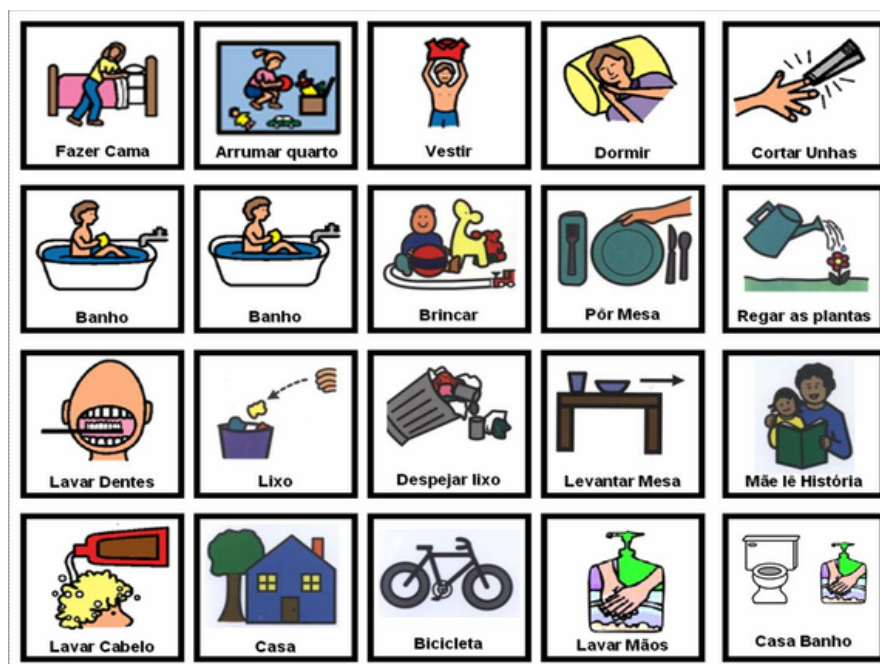 Fazer Cama
Arrumar quarto
Vestir
Dormir
Cortar Unhas
Banho
Banho
Brincar
Pôr Mesa
Regar as plantas
Lavar Dentes
Lixo
Despejar lixo
Levantar Mesa
Mãe lê História
Lavar Cabelo
Casa
Bicicleta
Lavar Mãos
Casa Banho